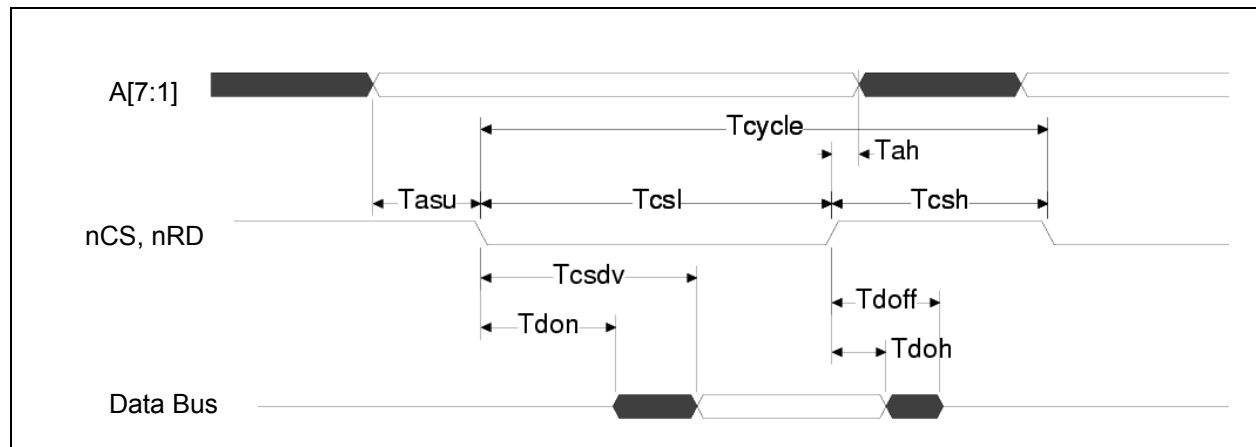 A[7:1]
Tcycle
Tah
Tasu
Tcsl
Tcsh
nCS, nRD
Tcsdv
Tdoff
Tdon
Tdoh
Data Bus